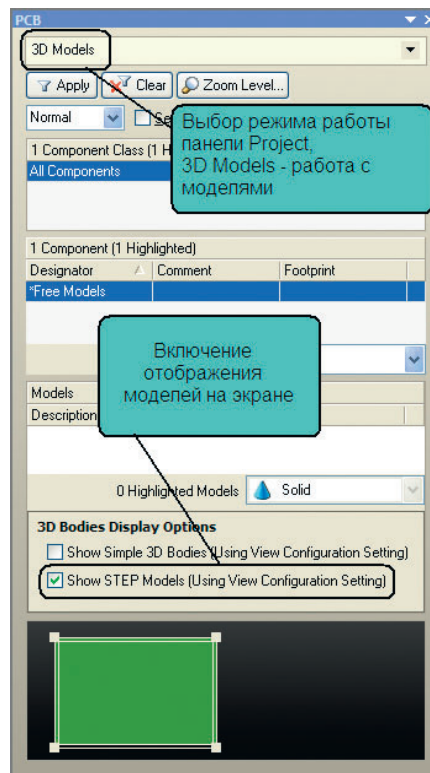 PCB
3D Models
Apply Clear Zoom Level...
Normal Se
Выбор режима работы
панели Project,
3D Models - работа с
моделями
1 Component Class (1 H
All Components
1 Component (1 Highlighted)
Designator Comment Footprint
*Free Models
Включение
отображения
моделей на экране
Models
Description
0 Highlighted Models Solid
3D Bodies Display Options
Show Simple 3D Bodies (Using View Configuration Setting)
Show STEP Models (Using View Configuration Setting)